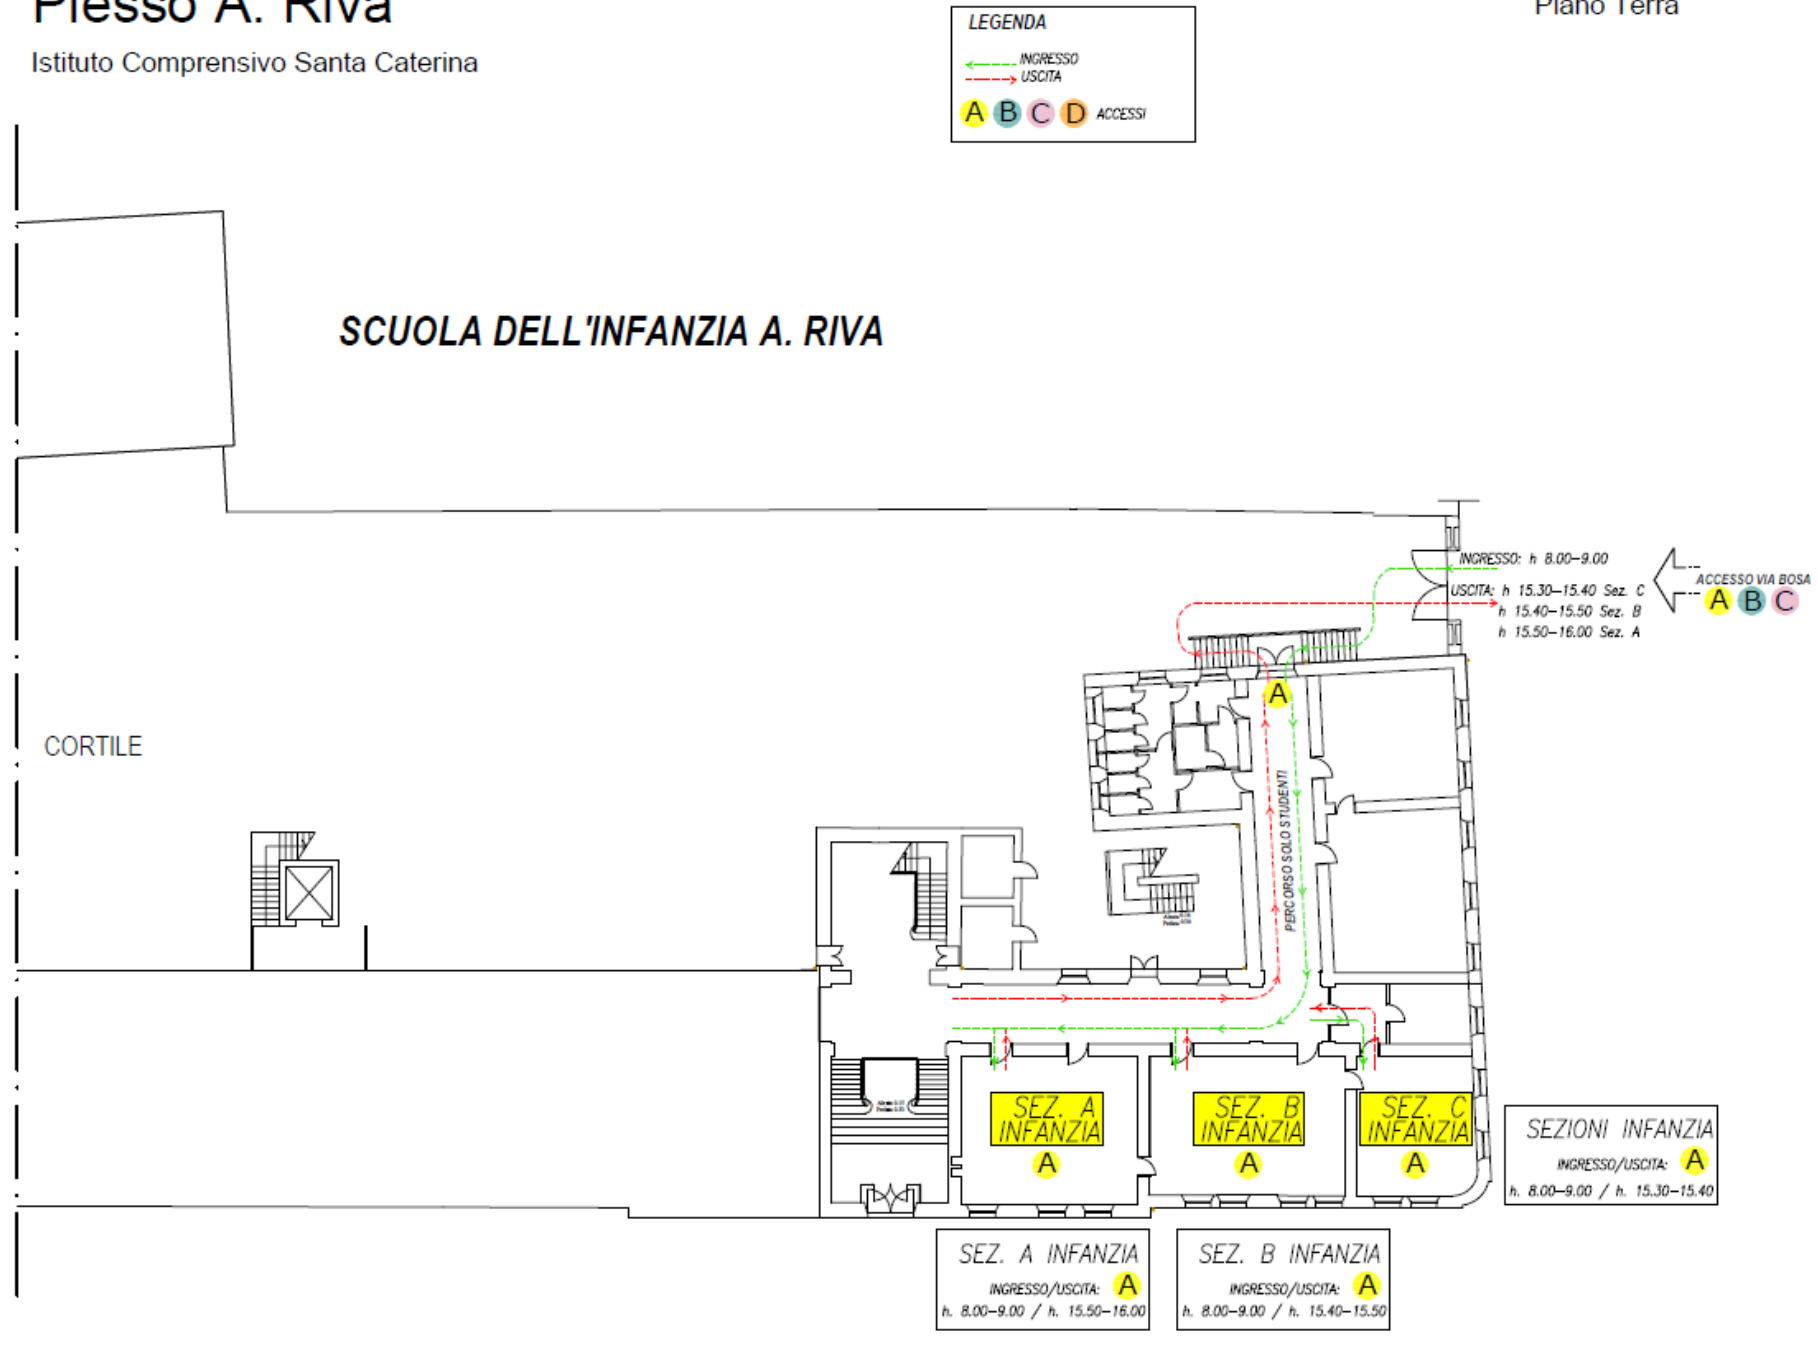 Plesso A. Riva
Piano Terra
Istituto Comprensivo Santa Caterina
LEGENDA
INGRESSO
USCITA
A B C D ACCESSI
SCUOLA DELL'INFANZIA A. RIVA
INGRESSO: h 8.00-9.00
USCITA: h 15.30-15.40 Sez. C
h 15.40-15.50 Sez. B
h 15.50-16.00 Sez. A
ACCESSO VIA BOSA
A B C
A
CORTILE
PERCORSO SOLO STUDENTI
SEZ. A
INFANZIA
A
SEZ. B
INFANZIA
A
SEZ. C
INFANZIA
A
SEZIONI INFANZIA
INGRESSO/USCITA: A
h. 8.00-9.00 / h. 15.30-15.40
SEZ. A INFANZIA
INGRESSO/USCITA: A
h. 8.00-9.00 / h. 15.50-16.00
SEZ. B INFANZIA
INGRESSO/USCITA: A
h. 8.00-9.00 / h. 15.40-15.50